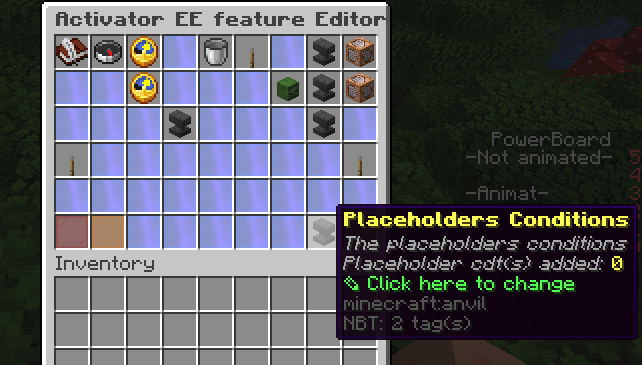 Activator EE feature Editor
PowerBoard
-Not animated-
-Animat-
Placeholders Conditions
The placeholders conditions
Placeholder cdt(s) added: 0
✎ Click here to change
minecraft:anvil
NBT: 2 tag(s)
Inventory